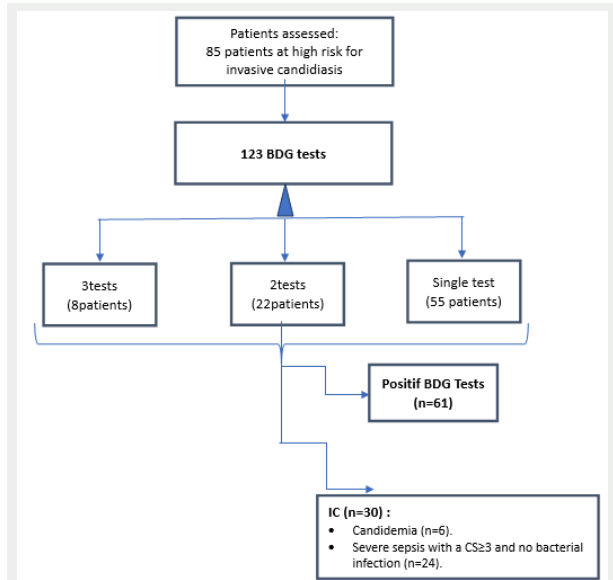 Patients assessed:
85 patients at high risk for
invasive candidiasis
123 BDG tests
3tests
(8patients)
2tests
(22patients)
Single test
(55 patients)
Positif BDG Tests
(n=61)
IC (n=30) :
• Candidemia (n=6).
• Severe sepsis with a CS≥3 and no bacterial
infection (n=24).